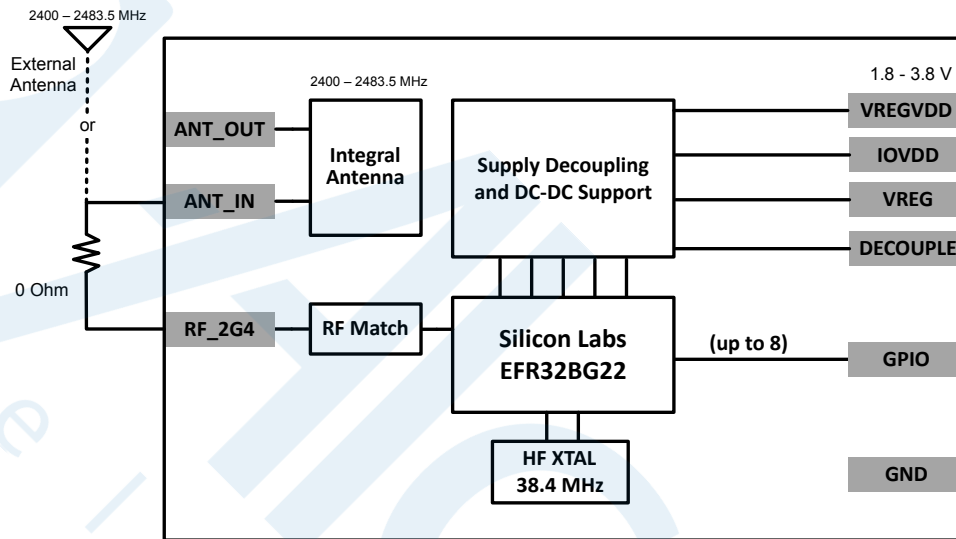 2400 – 2483.5 MHz
External
Antenna
or
0 Ohm
ANT_OUT
ANT_IN
RF_2G4
2400 – 2483.5 MHz
Integral
Antenna
RF Match
Supply Decoupling
and DC-DC Support
Silicon Labs
EFR32BG22
HF XTAL
38.4 MHz
(up to 8)
1.8 - 3.8 V
VREGVDD
IOVDD
VREG
DECOUPLE
GPIO
GND